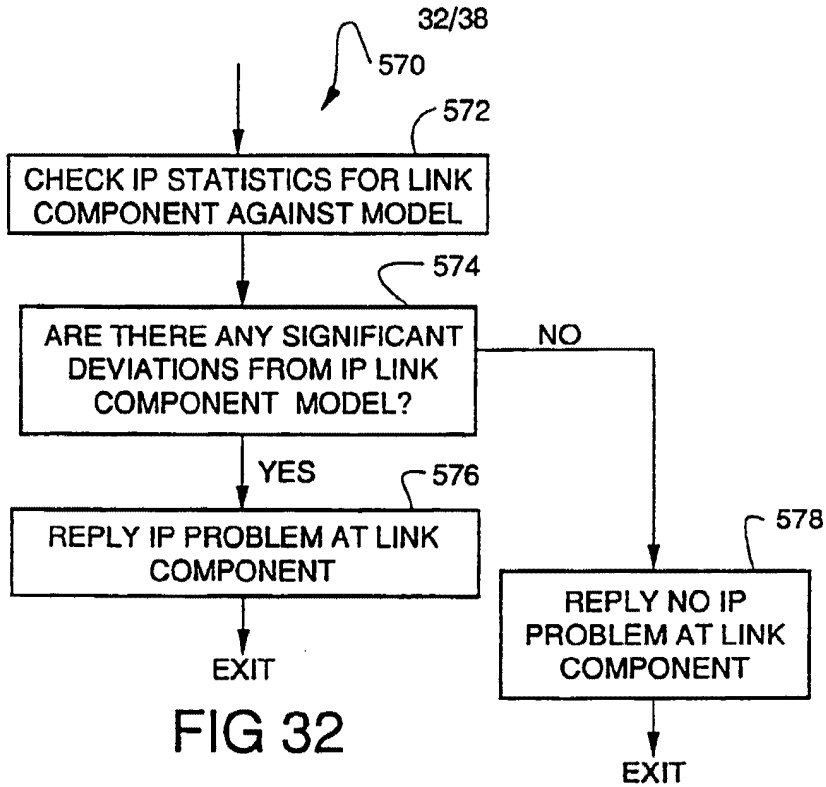 32/38
570
572
CHECK IP STATISTICS FOR LINK
COMPONENT AGAINST MODEL
574
ARE THERE ANY SIGNIFICANT
DEVIATIONS FROM IP LINK
COMPONENT MODEL?
NO
YES
576
REPLY IP PROBLEM AT LINK
COMPONENT
578
REPLY NO IP
PROBLEM AT LINK
COMPONENT
EXIT
FIG 32
EXIT